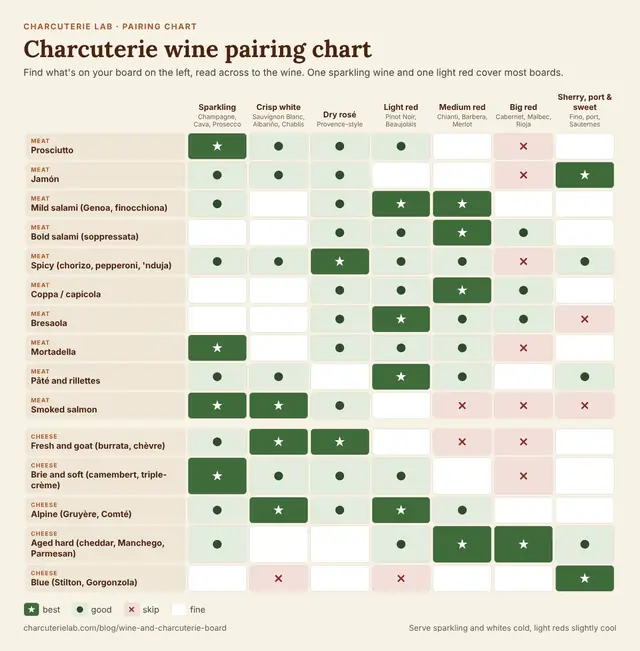 CHARCUTERIE LAB · PAIRING CHART
Charcuterie wine pairing chart
Find what's on your board on the left, read across to the wine. One sparkling wine and one light red cover most boards.
Sparkling
Champagne,
Cava, Prosecco
Crisp white
Sauvignon Blanc,
Albariño, Chablis
Dry rosé
Provence-style
Light red
Pinot Noir,
Beaujolais
Medium red
Chianti, Barbera,
Merlot
Big red
Cabernet, Malbec,
Rioja
Sherry, port &
sweet
Fino, port,
Sauternes
MEAT
Prosciutto
MEAT
Jamón
MEAT
Mild salami (Genoa, finocchiona)
MEAT
Bold salami (soppressata)
MEAT
Spicy (chorizo, pepperoni, 'nduja)
MEAT
Coppa / capicola
MEAT
Bresaola
MEAT
Mortadella
MEAT
Pâté and rillettes
MEAT
Smoked salmon
CHEESE
Fresh and goat (burrata, chèvre)
CHEESE
Brie and soft (camembert, triple-
crème)
CHEESE
Alpine (Gruyère, Comté)
CHEESE
Aged hard (cheddar, Manchego,
Parmesan)
CHEESE
Blue (Stilton, Gorgonzola)
best
good
skip
fine
charcuterielab.com/blog/wine-and-charcuterie-board
Serve sparkling and whites cold, light reds slightly cool